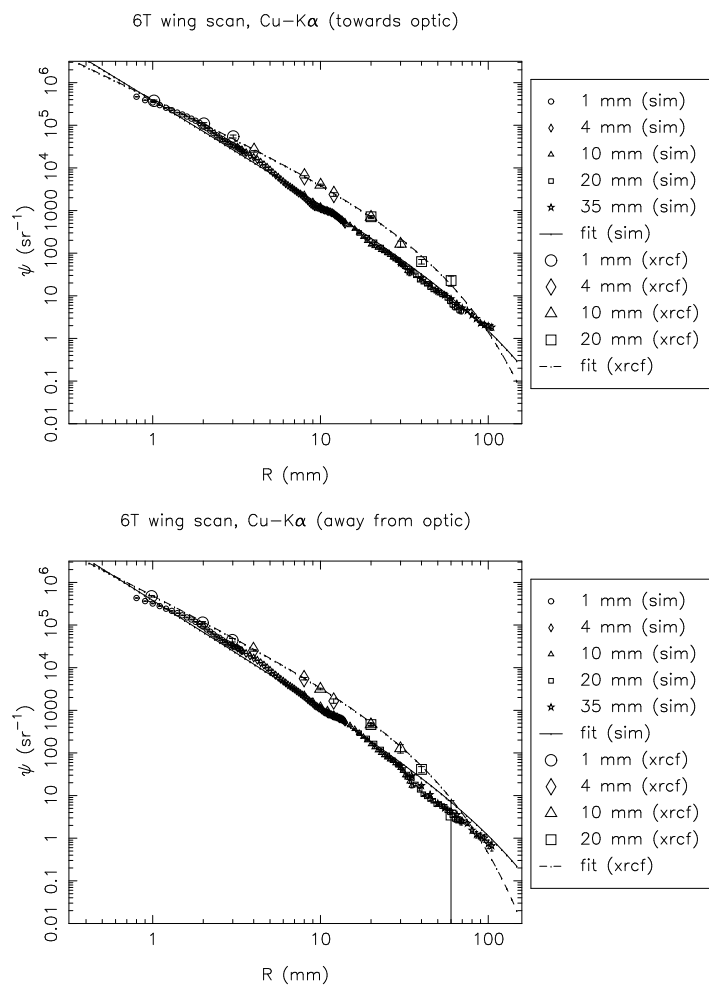 6T wing scan, Cu–Kα (towards optic)
10⁶
10⁵
10⁴
1000
100
10
1
0.1
0.01
ψ (sr⁻¹)
1 10 100
R (mm)
1 mm (sim)
4 mm (sim)
10 mm (sim)
20 mm (sim)
35 mm (sim)
fit (sim)
1 mm (xrcf)
4 mm (xrcf)
10 mm (xrcf)
20 mm (xrcf)
fit (xrcf)
6T wing scan, Cu–Kα (away from optic)
10⁶
10⁵
10⁴
1000
100
10
1
0.1
0.01
ψ (sr⁻¹)
1 10 100
R (mm)
1 mm (sim)
4 mm (sim)
10 mm (sim)
20 mm (sim)
35 mm (sim)
fit (sim)
1 mm (xrcf)
4 mm (xrcf)
10 mm (xrcf)
20 mm (xrcf)
fit (xrcf)